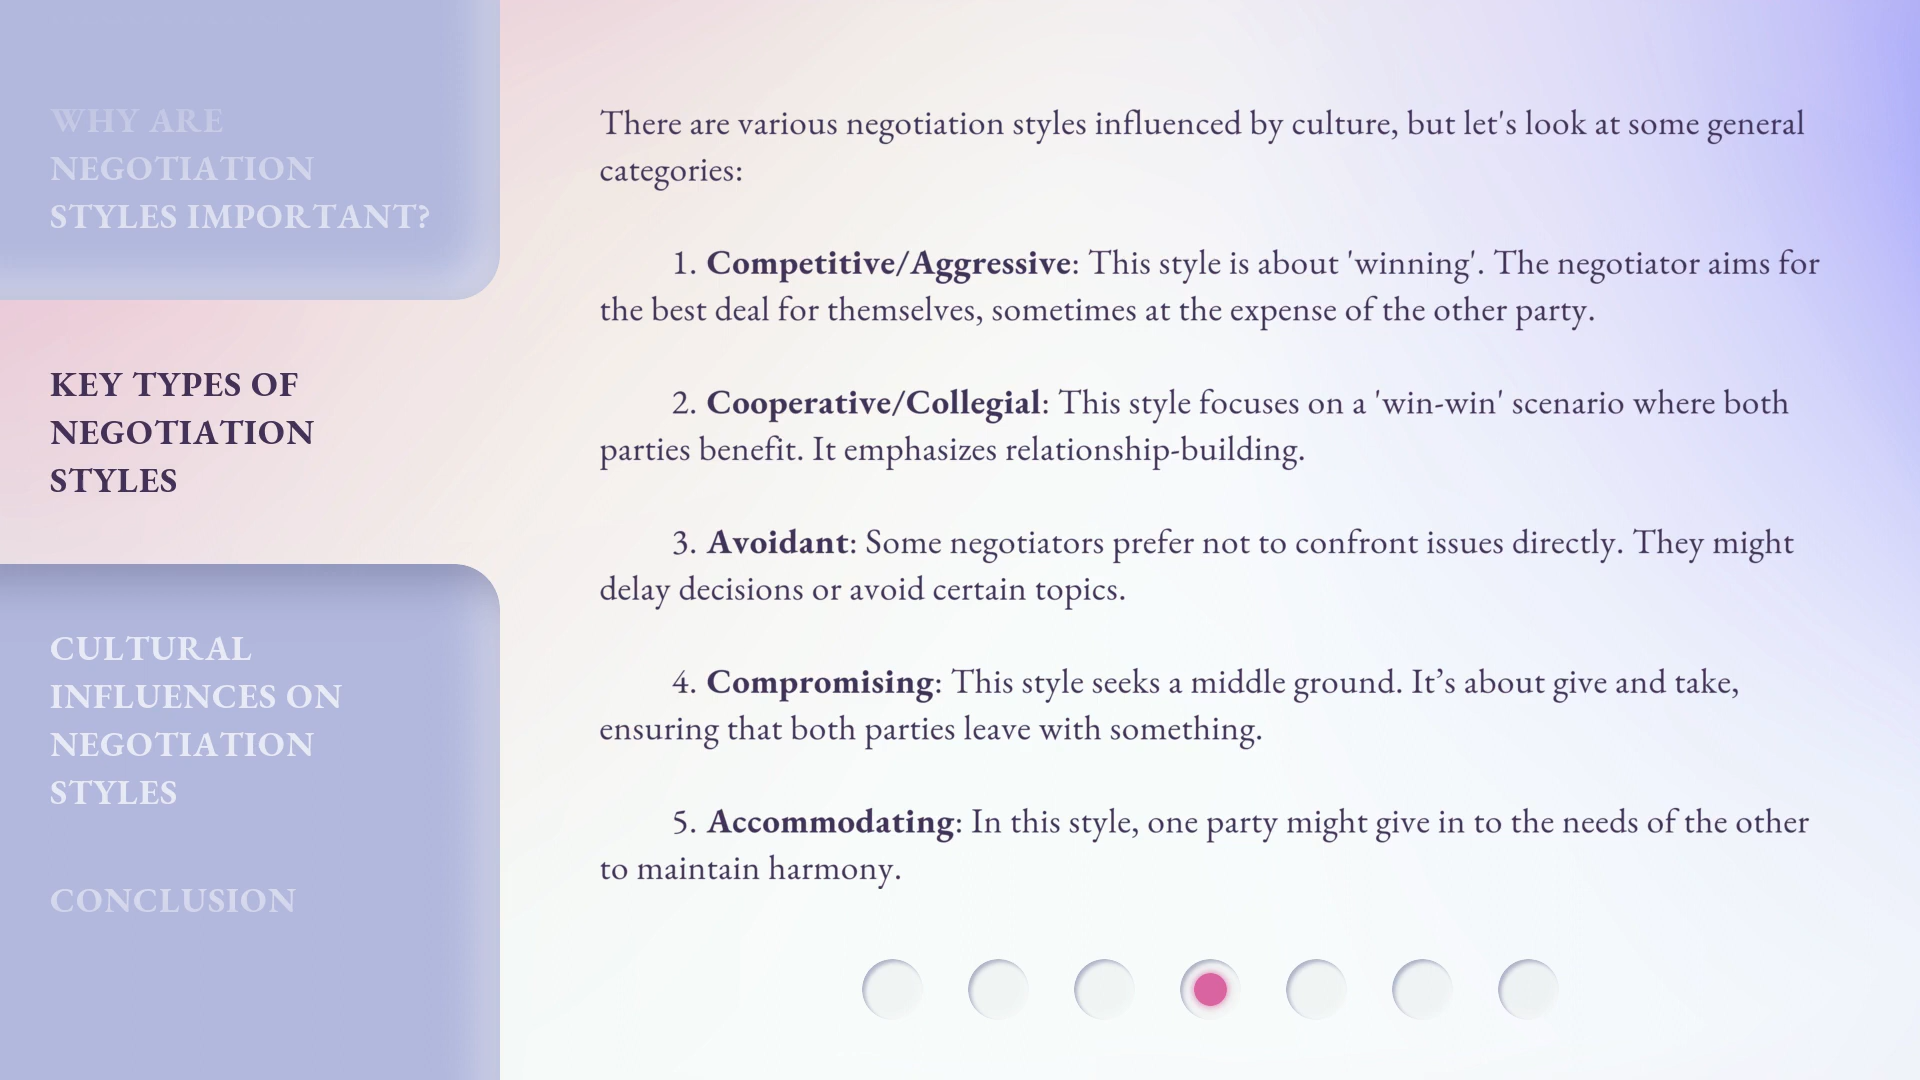 WHY ARE
NEGOTIATION
STYLES IMPORTANT?
KEY TYPES OF
NEGOTIATION
STYLES
CULTURAL
INFLUENCES ON
NEGOTIATION
STYLES
CONCLUSION
There are various negotiation styles influenced by culture, but let's look at some general
categories:
1. Competitive/Aggressive: This style is about 'winning'. The negotiator aims for
the best deal for themselves, sometimes at the expense of the other party.
2. Cooperative/Collegial: This style focuses on a 'win-win' scenario where both
parties benefit. It emphasizes relationship-building.
3. Avoidant: Some negotiators prefer not to confront issues directly. They might
delay decisions or avoid certain topics.
4. Compromising: This style seeks a middle ground. It’s about give and take,
ensuring that both parties leave with something.
5. Accommodating: In this style, one party might give in to the needs of the other
to maintain harmony.